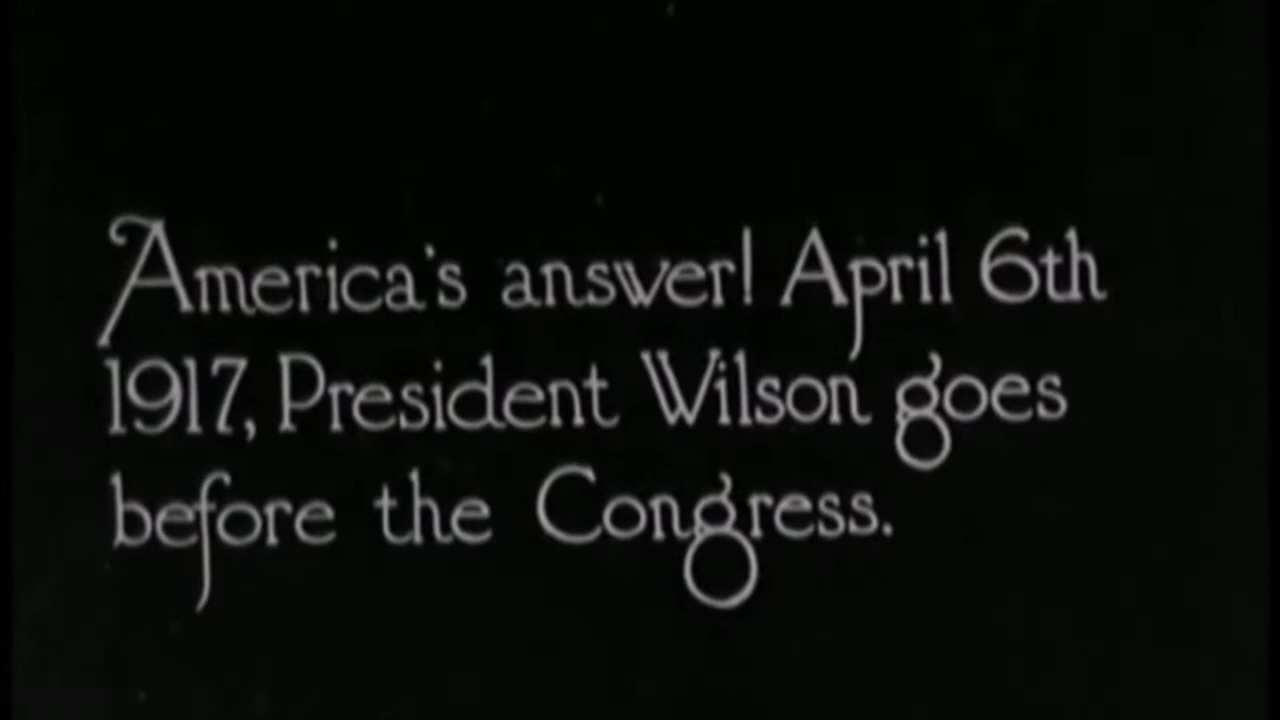 America's answer! April 6th
1917, President Wilson goes
before the Congress.